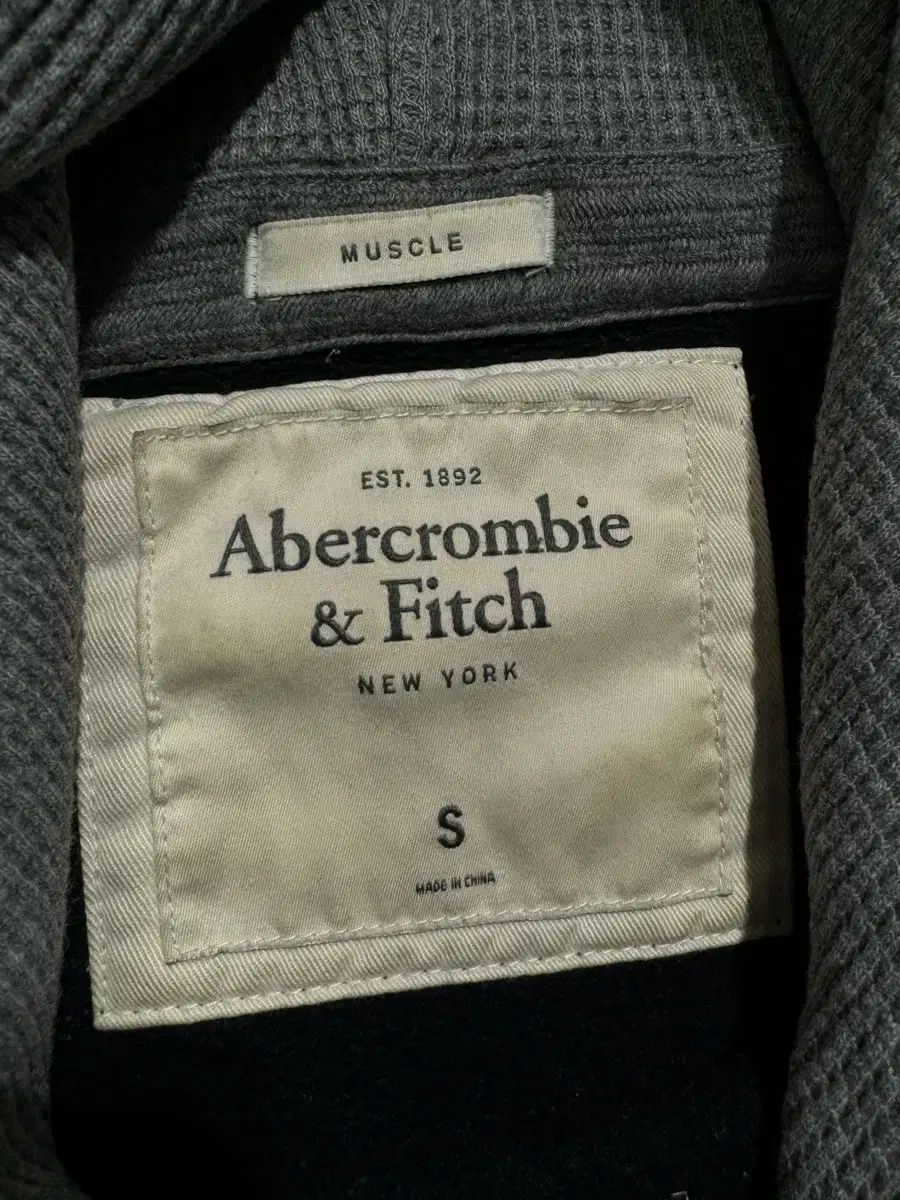 MUSCLE
EST. 1892
Abercrombie
& Fitch
NEW YORK
S
MADE IN CHINA